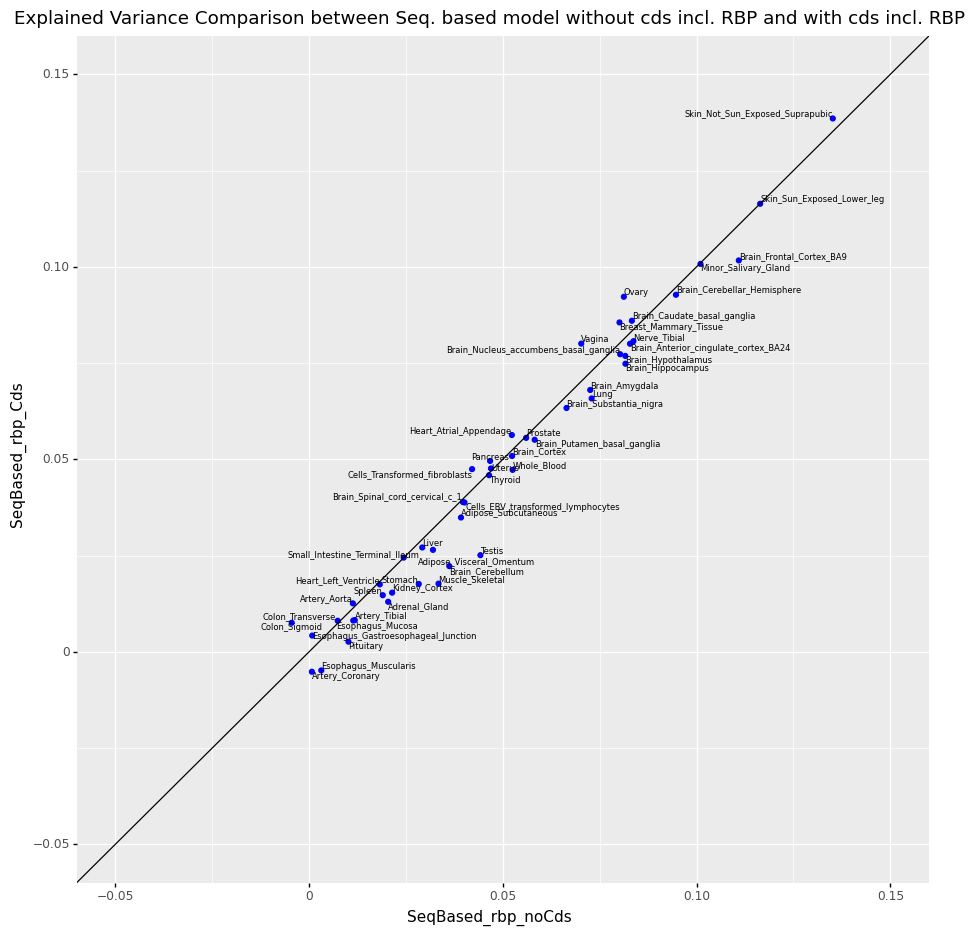 Explained Variance Comparison between Seq. based model without cds incl. RBP and with cds incl. RBP
0.15
Skin_Not_Sun_Exposed_Suprapubic
Skin_Sun_Exposed_Lower_leg
0.10
Brain_Frontal_Cortex_BA9
Minor_Salivary_Gland
Ovary
Brain_Cerebellar_Hemisphere
Brain_Caudate_basal_ganglia
Breast_Mammary_Tissue
Vagina
Nerve_Tibial
Brain_Nucleus_accumbens_basal_ganglia
Brain_Anterior_cingulate_cortex_BA24
Brain_Hypothalamus
Brain_Hippocampus
Brain_Amygdala
Lung
Brain_Substantia_nigra
Heart_Atrial_Appendage
Prostate
Brain_Putamen_basal_ganglia
Brain_Cortex
Pancreas
0.05
Uterus
Whole_Blood
Cells_Transformed_fibroblasts
Thyroid
Brain_Spinal_cord_cervical_c_1
Cells_EBV_transformed_lymphocytes
Adipose_Subcutaneous
Liver
Small_Intestine_Terminal_Ileum
Testis
Adipose_Visceral_Omentum
Brain_Cerebellum
Heart_Left_Ventricle
Stomach
Muscle_Skeletal
Spleen
Kidney_Cortex
Artery_Aorta
Adrenal_Gland
Colon_Transverse
Artery_Tibial
Colon_Sigmoid
Esophagus_Mucosa
Esophagus_Gastroesophageal_Junction
Pituitary
0
Esophagus_Muscularis
Artery_Coronary
−0.05
SeqBased_rbp_Cds
−0.05
0
0.05
0.10
0.15
SeqBased_rbp_noCds